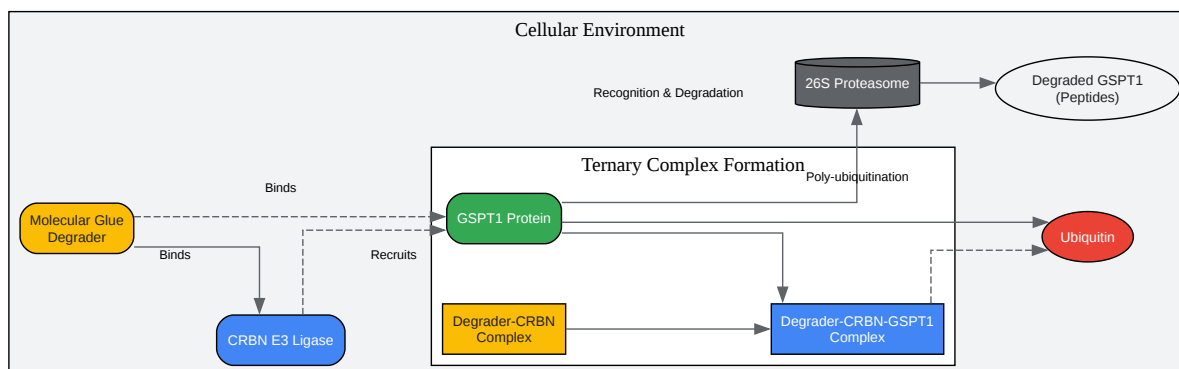 Cellular Environment
26S Proteasome
Degraded GSPT1
(Peptides)
Recognition & Degradation
Ternary Complex Formation
Poly-ubiquitination
Binds
Molecular Glue
Degrader
GSPT1 Protein
Binds
Recruits
Ubiquitin
CRBN E3 Ligase
Degrader-CRBN
Complex
Degrader-CRBN-GSPT1
Complex